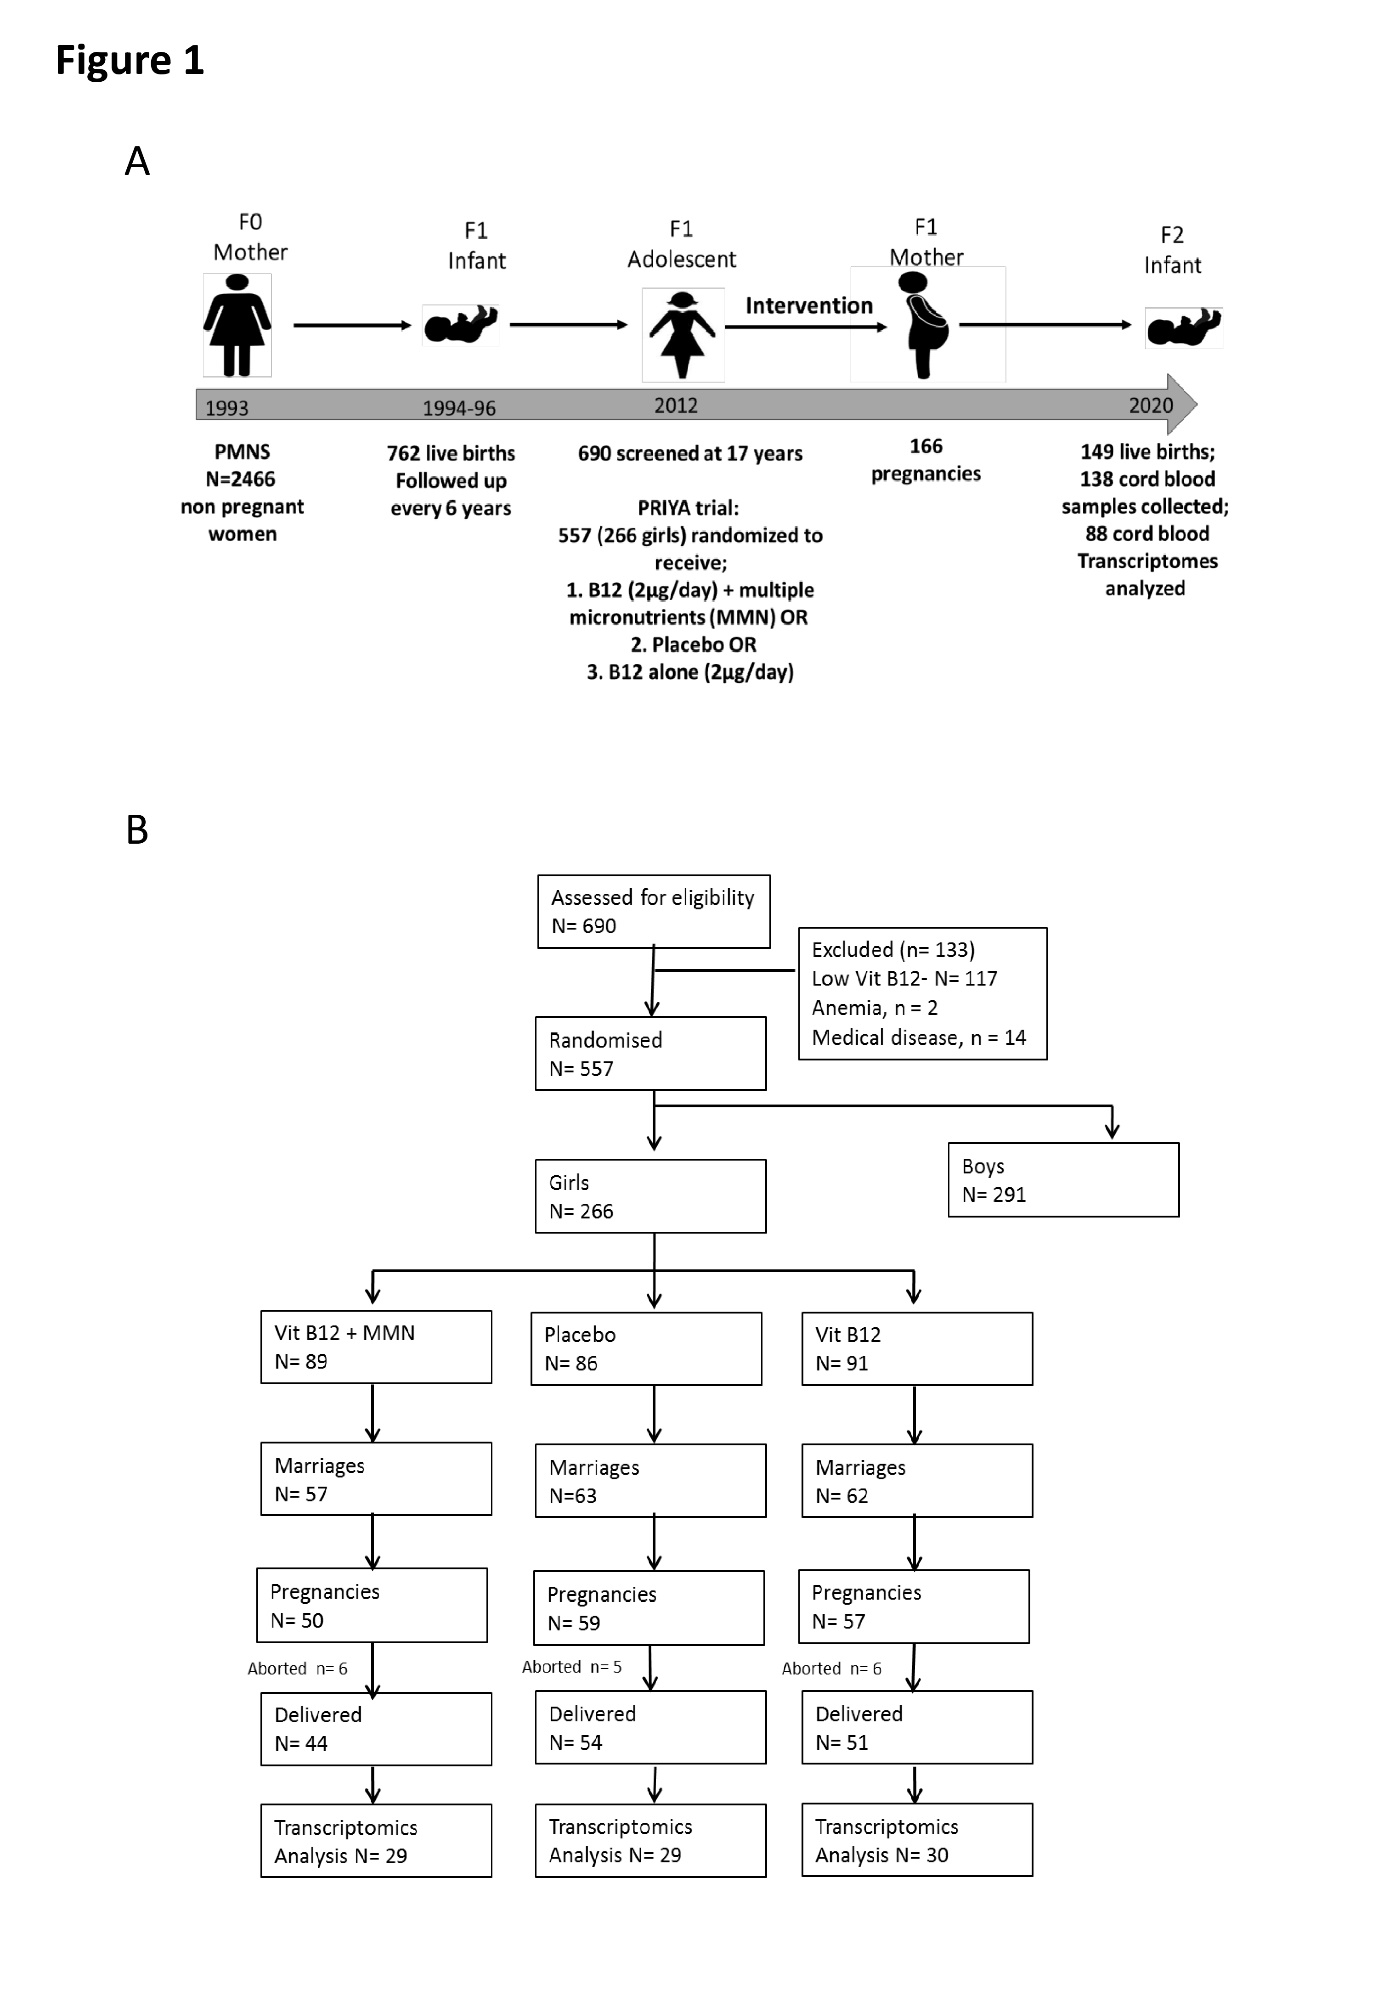 Figure 1
A
F0
Mother
F1
Infant
F1
Adolescent
Intervention
F1
Mother
F2
Infant
1993
1994-96
2012
2020
PMNS
N=2466
non pregnant
women
762 live births
Followed up
every 6 years
690 screened at 17 years
PRIYA trial:
557 (266 girls) randomized to
receive;
1. B12 (2µg/day) + multiple
micronutrients (MMN) OR
2. Placebo OR
3. B12 alone (2µg/day)
166
pregnancies
149 live births;
138 cord blood
samples collected;
88 cord blood
Transcriptomes
analyzed
B
Assessed for eligibility
N= 690
Excluded (n= 133)
Low Vit B12- N= 117
Anemia, n = 2
Medical disease, n = 14
Randomised
N= 557
Girls
N= 266
Boys
N= 291
Vit B12 + MMN
N= 89
Placebo
N= 86
Vit B12
N= 91
Marriages
N= 57
Marriages
N=63
Marriages
N= 62
Pregnancies
N= 50
Pregnancies
N= 59
Pregnancies
N= 57
Aborted n= 6
Aborted n= 5
Aborted n= 6
Delivered
N= 44
Delivered
N= 54
Delivered
N= 51
Transcriptomics
Analysis N= 29
Transcriptomics
Analysis N= 29
Transcriptomics
Analysis N= 30